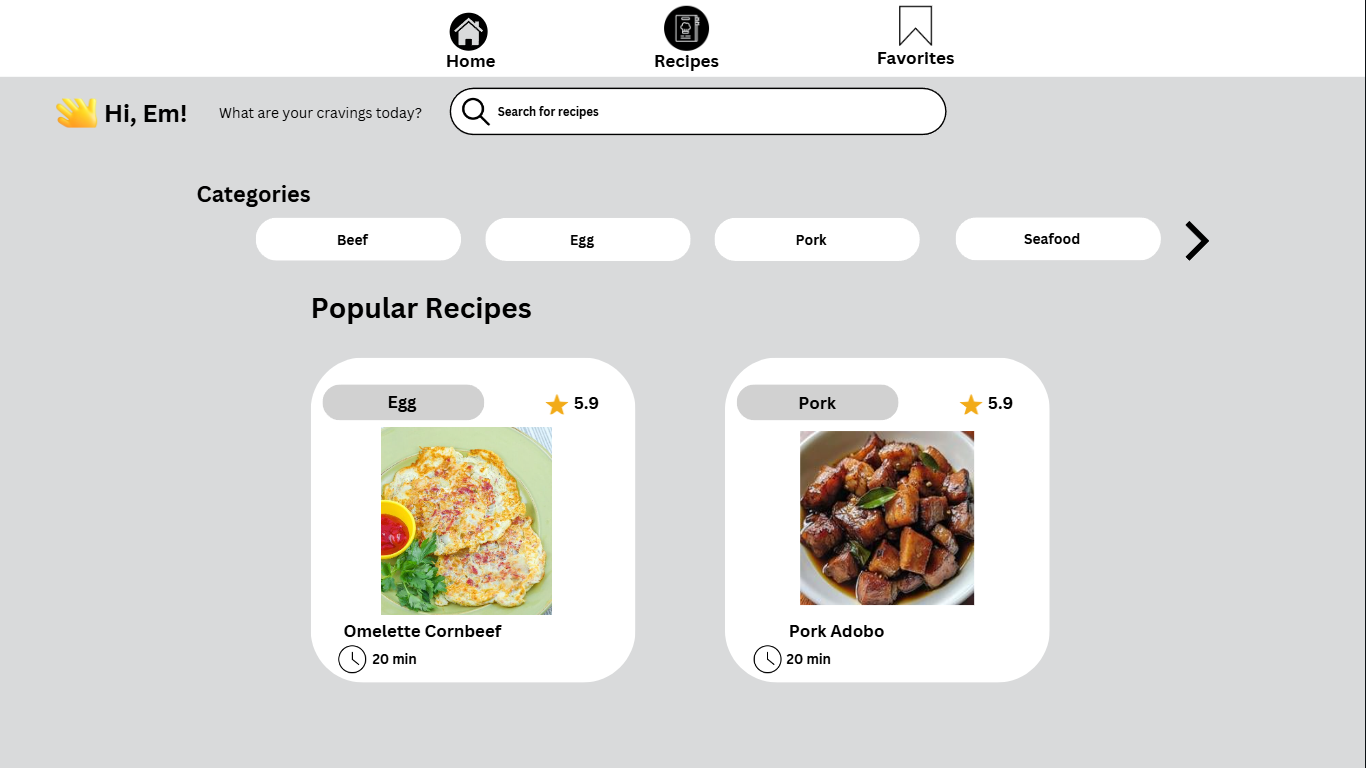 Home
Recipes
Favorites
Hi, Em!
What are your cravings today?
Search for recipes
Categories
Beef
Egg
Pork
Seafood
Popular Recipes
Egg
5.9
Omelette Cornbeef
20 min
Pork
5.9
Pork Adobo
20 min